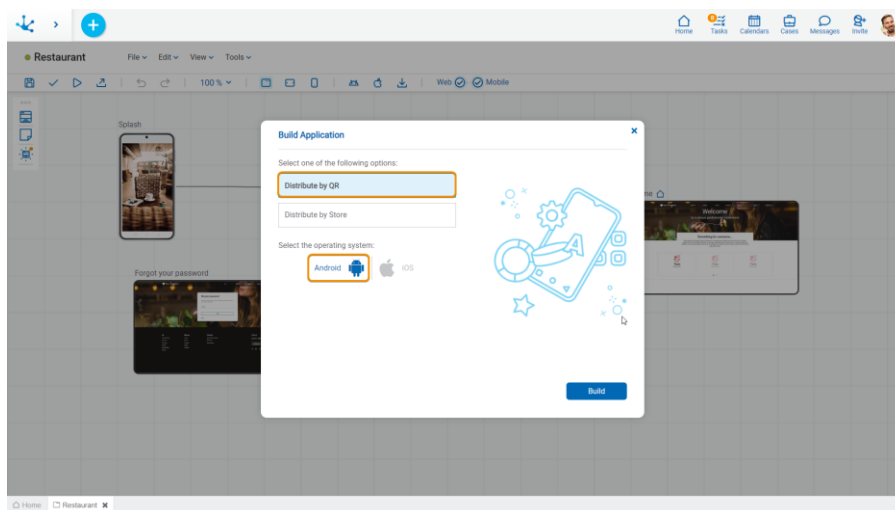 Home
Tasks
Calendars
Cases
Messages
Invite
Restaurant
File
Edit
View
Tools
100 %
Web
Mobile
Splash
Build Application
Select one of the following options:
Distribute by QR
Distribute by Store
Select the operating system:
Android
iOS
Build
Forgot your password
me
Welcome
Home
Restaurant